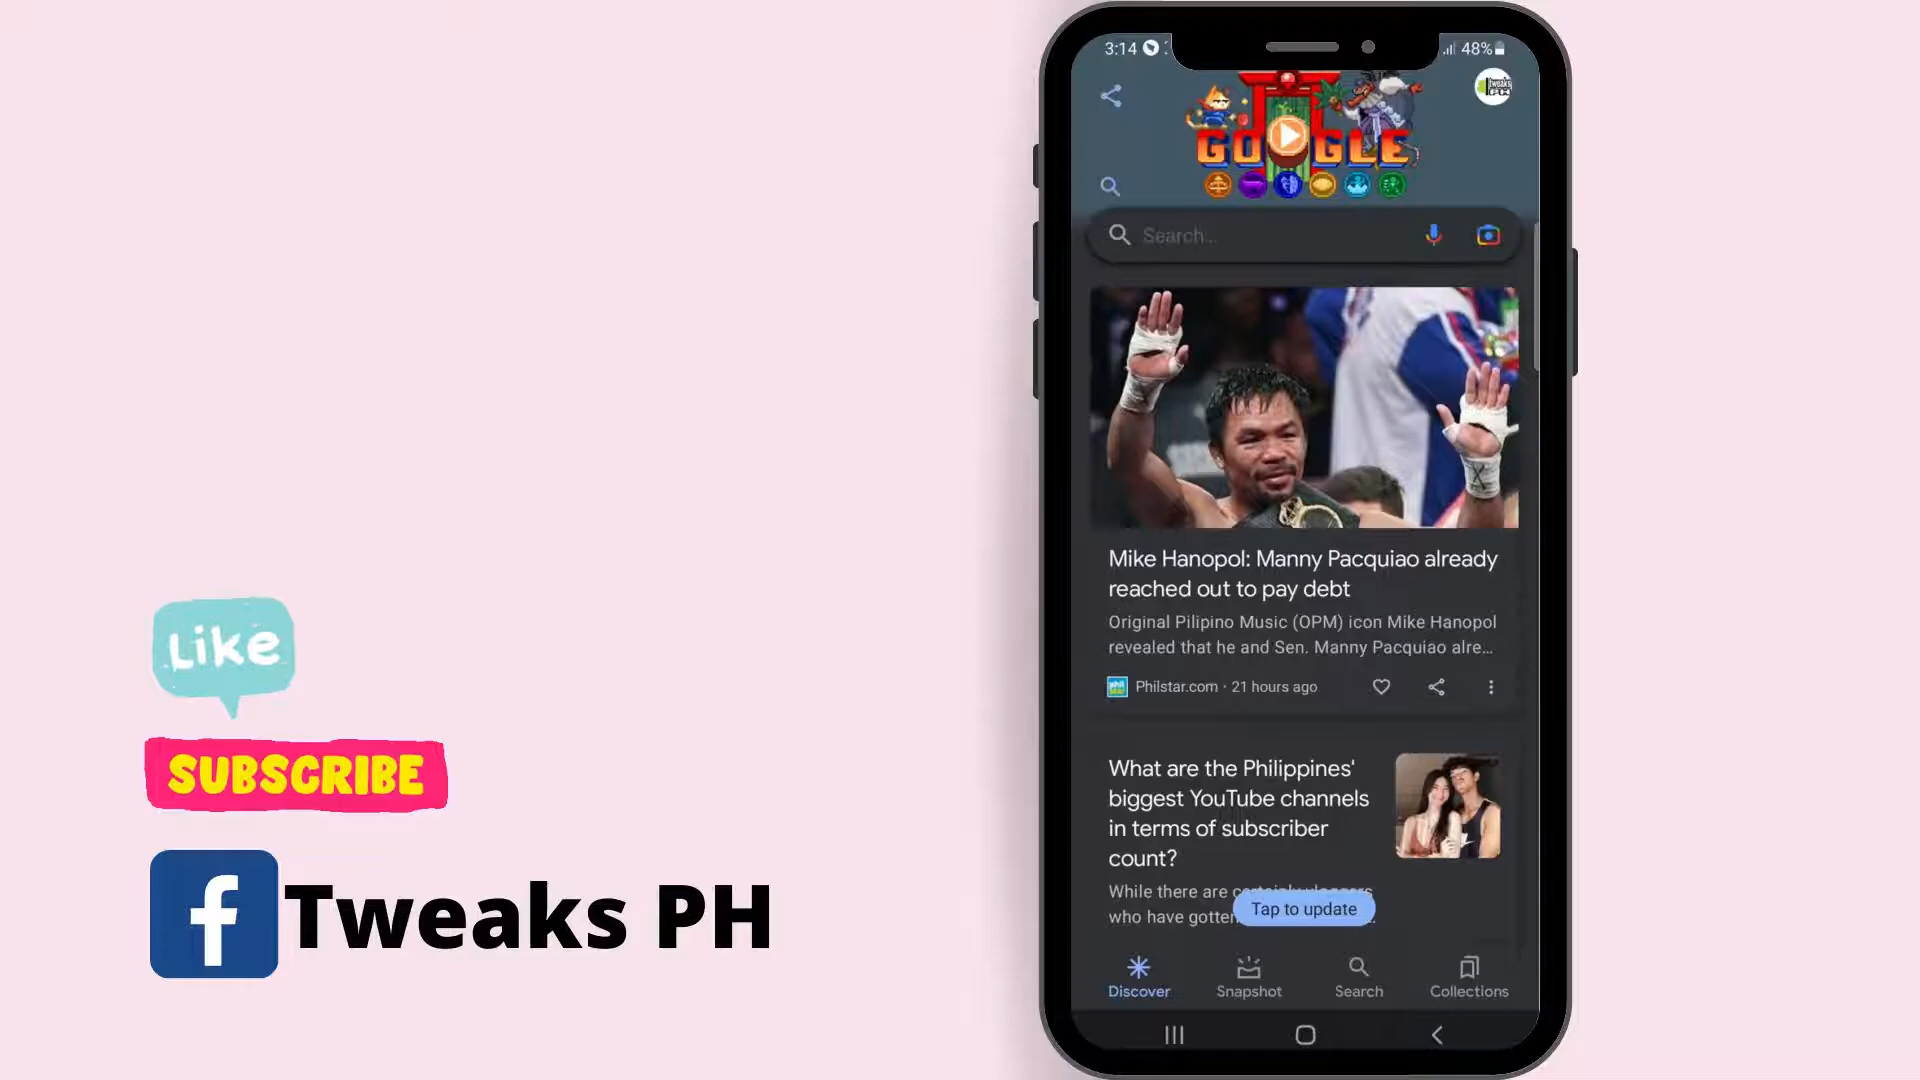 3:14
48%
GOOGLE
Search...
Mike Hanopol: Manny Pacquiao already
reached out to pay debt
Original Pilipino Music (OPM) icon Mike Hanopol
revealed that he and Sen. Manny Pacquiao alre...
Philstar.com · 21 hours ago
What are the Philippines'
biggest YouTube channels
in terms of subscriber
count?
While there are
who have gotten
Tap to update
Discover
Snapshot
Search
Collections
Like
SUBSCRIBE
f
Tweaks PH